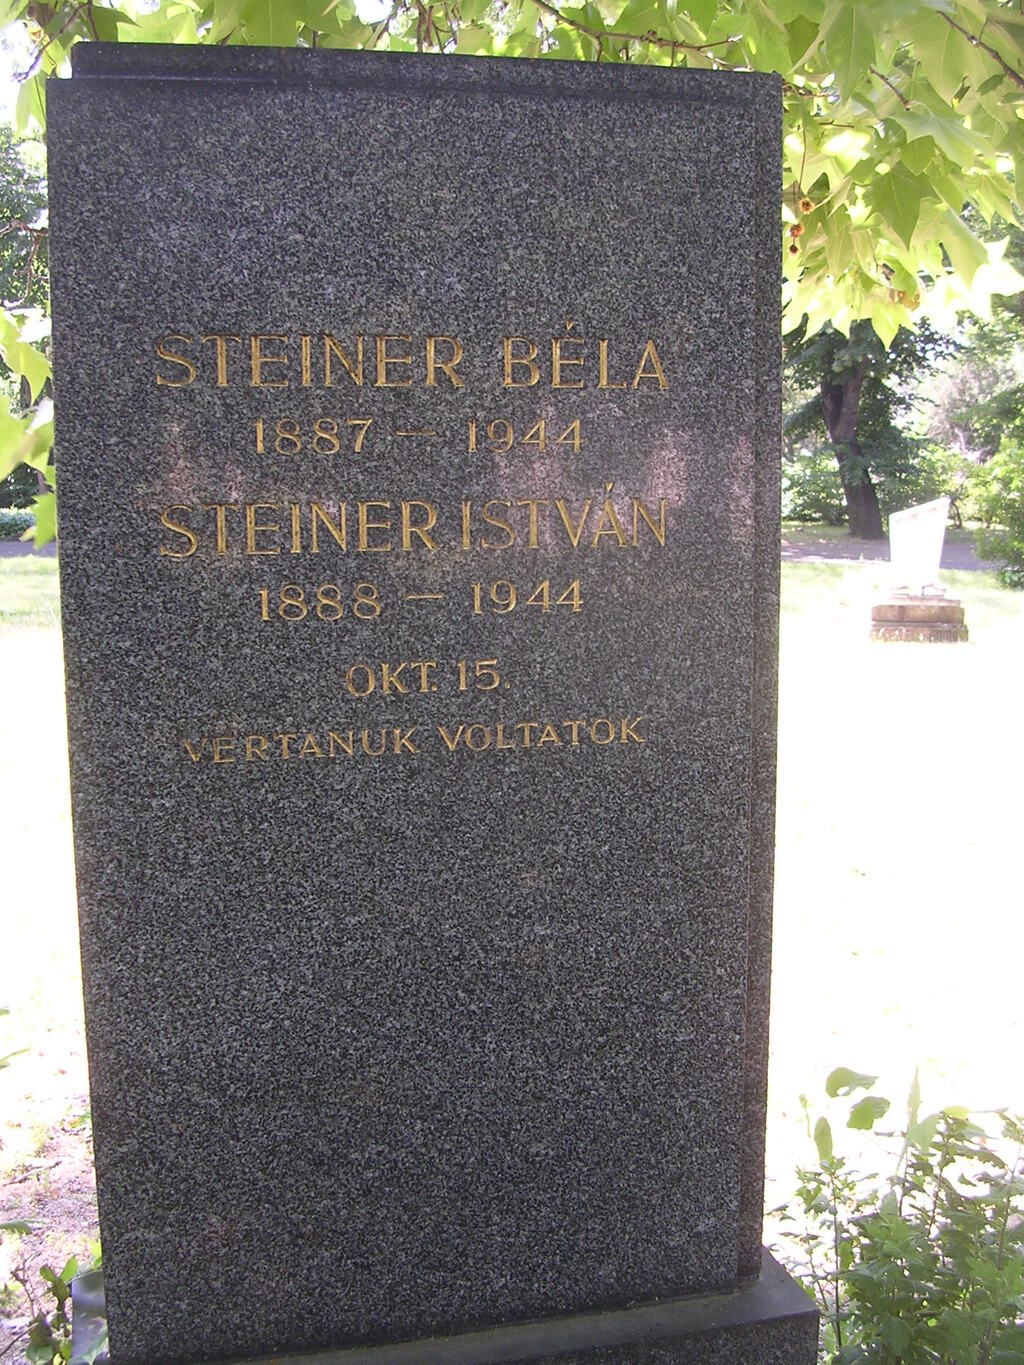 STEINER BÉLA
1887 – 1944
STEINER ISTVÁN
1888 – 1944
OKT. 15.
VERTANUK VOLTATOK